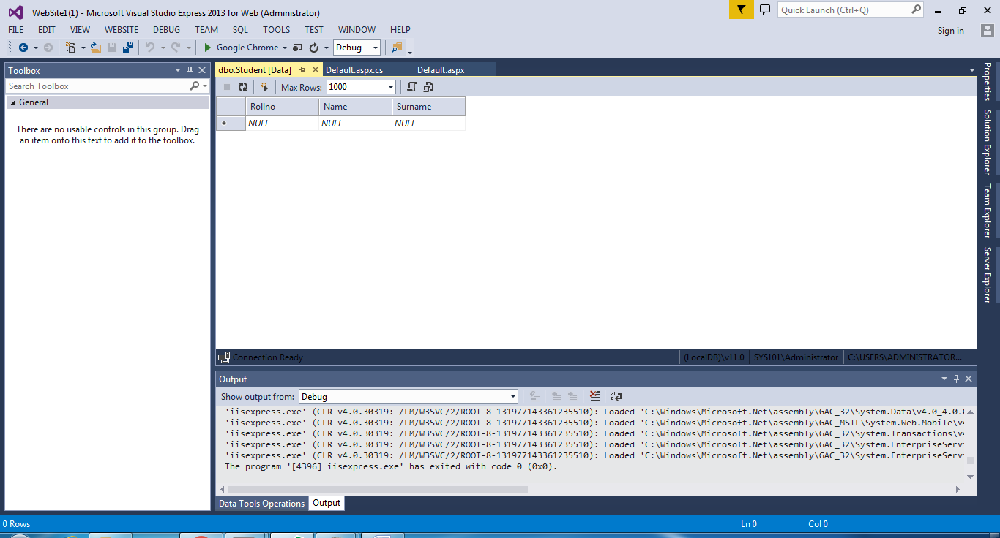 WebSite1(1) - Microsoft Visual Studio Express 2013 for Web (Administrator)
Quick Launch (Ctrl+Q)
FILE EDIT VIEW WEBSITE DEBUG TEAM SQL TOOLS TEST WINDOW HELP
Sign in
Google Chrome Debug
Toolbox
Search Toolbox
General
There are no usable controls in this group. Drag
an item onto this text to add it to the toolbox.
dbo.Student [Data] Default.aspx.cs Default.aspx
Max Rows: 1000
Rollno Name Surname
NULL NULL NULL
Connection Ready
(LocalDB)\v11.0 SYS101\Administrator C:\USERS\ADMINISTRATOR...
Output
Show output from: Debug
'iisexpress.exe' (CLR v4.0.30319: /LM/W3SVC/2/ROOT-8-131977143361235510): Loaded 'C:\Windows\Microsoft.Net\assembly\GAC_32\System.Data\v4.0_4.0.0
'iisexpress.exe' (CLR v4.0.30319: /LM/W3SVC/2/ROOT-8-131977143361235510): Loaded 'C:\Windows\Microsoft.Net\assembly\GAC_MSIL\System.Web.Mobile\v4
'iisexpress.exe' (CLR v4.0.30319: /LM/W3SVC/2/ROOT-8-131977143361235510): Loaded 'C:\Windows\Microsoft.Net\assembly\GAC_32\System.Transactions\v4
'iisexpress.exe' (CLR v4.0.30319: /LM/W3SVC/2/ROOT-8-131977143361235510): Loaded 'C:\Windows\Microsoft.Net\assembly\GAC_32\System.EnterpriseServi
'iisexpress.exe' (CLR v4.0.30319: /LM/W3SVC/2/ROOT-8-131977143361235510): Loaded 'C:\Windows\Microsoft.Net\assembly\GAC_32\System.EnterpriseServi
The program '[4396] iisexpress.exe' has exited with code 0 (0x0).
Data Tools Operations Output
Properties
Solution Explorer
Team Explorer
Server Explorer
0 Rows
Ln 0 Col 0